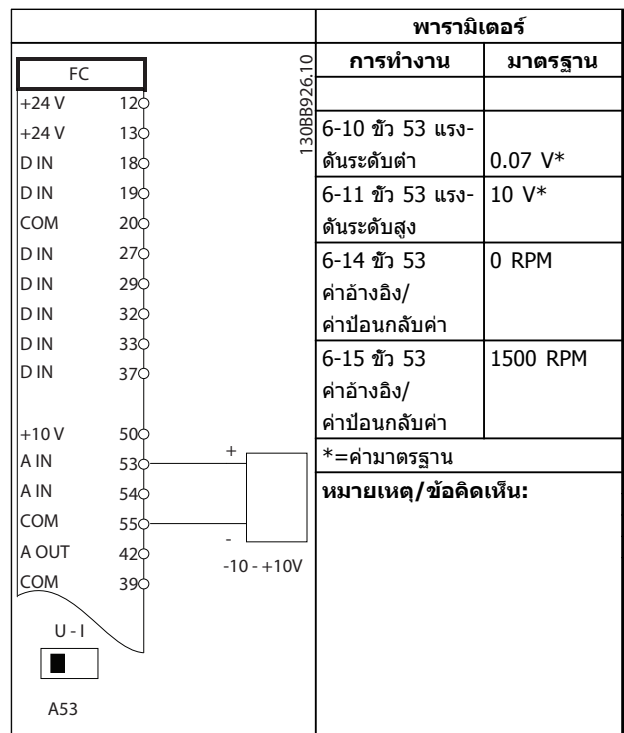 พารามิเตอร์
FC
130BB926.10
การทำงาน
มาตรฐาน
+24 V 12
+24 V 13
D IN 18
D IN 19
COM 20
D IN 27
D IN 29
D IN 32
D IN 33
D IN 37
+10 V 50
A IN 53
A IN 54
COM 55
A OUT 42
COM 39
+
-
-10 - +10V
U - I
A53
6-10 ขั้ว 53 แรง-
ดันระดับต่ำ 0.07 V*
6-11 ขั้ว 53 แรง- 10 V*
ดันระดับสูง
6-14 ขั้ว 53 0 RPM
ค่าอ้างอิง/
ค่าป้อนกลับค่า
6-15 ขั้ว 53 1500 RPM
ค่าอ้างอิง/
ค่าป้อนกลับค่า
*=ค่ามาตรฐาน
หมายเหตุ/ข้อคิดเห็น: